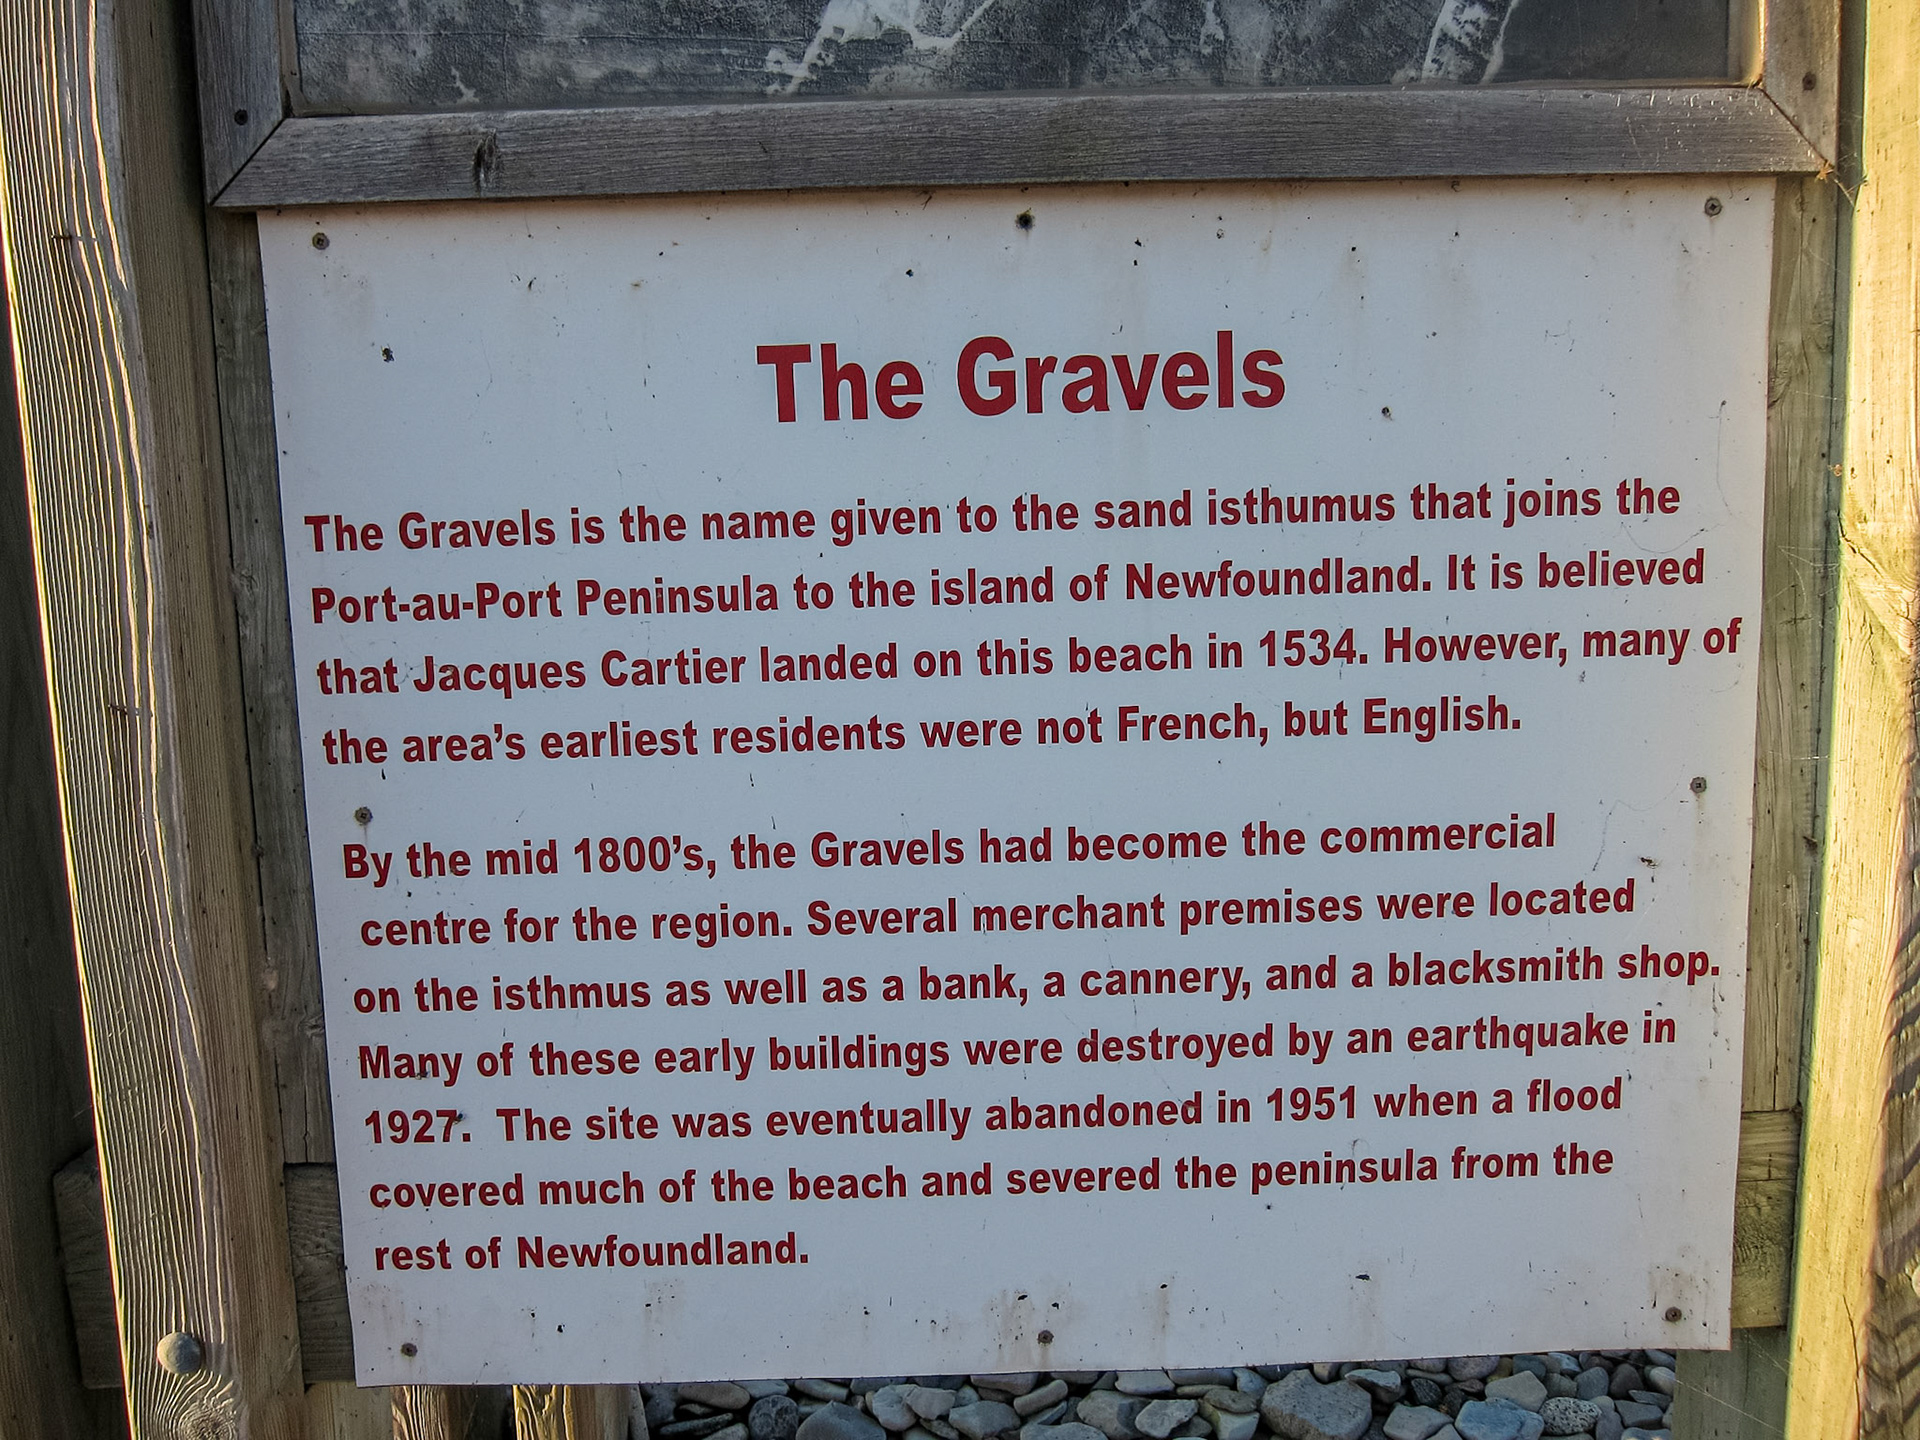 The Gravels
The Gravels is the name given to the sand isthumus that joins the
Port-au-Port Peninsula to the island of Newfoundland. It is believed
that Jacques Cartier landed on this beach in 1534. However, many of
the area's earliest residents were not French, but English.
By the mid 1800's, the Gravels had become the commercial
centre for the region. Several merchant premises were located
on the isthmus as well as a bank, a cannery, and a blacksmith shop.
Many of these early buildings were destroyed by an earthquake in
1927.  The site was eventually abandoned in 1951 when a flood
covered much of the beach and severed the peninsula from the
rest of Newfoundland.